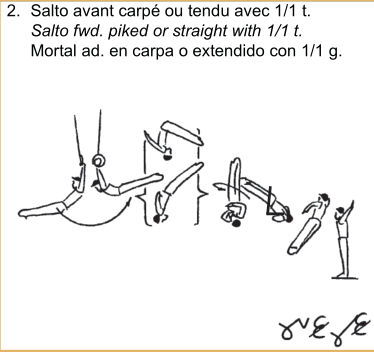 2. Salto avant carpé ou tendu avec 1/1 t.
Salto fwd. piked or straight with 1/1 t.
Mortal ad. en carpa o extendido con 1/1 g.